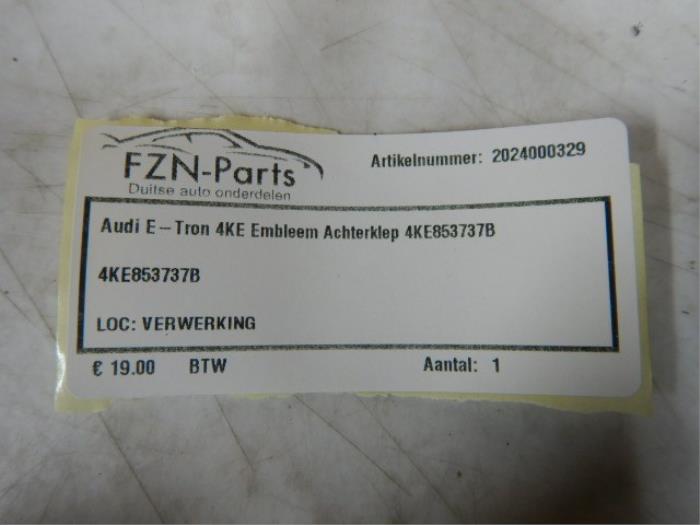 FZN-Parts
Duitse auto onderdelen
Artikelnummer: 2024000329
Audi E-Tron 4KE Embleem Achterklep 4KE853737B
4KE853737B
LOC: VERWERKING
€ 19.00 BTW Aantal: 1